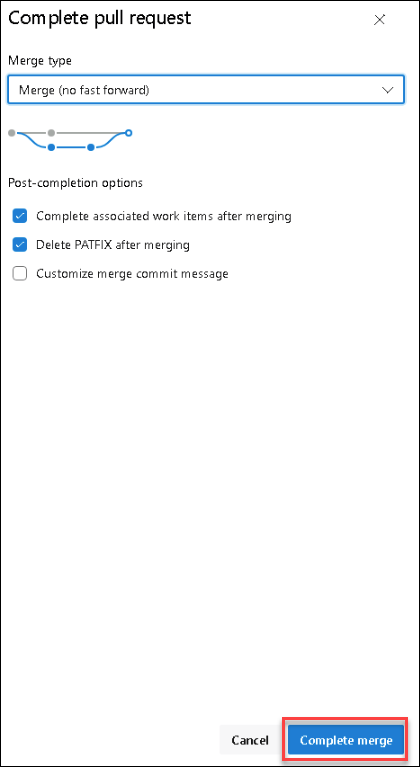 Complete pull request
Merge type
Merge (no fast forward)
Post-completion options
Complete associated work items after merging
Delete PATFIX after merging
Customize merge commit message
Cancel
Complete merge